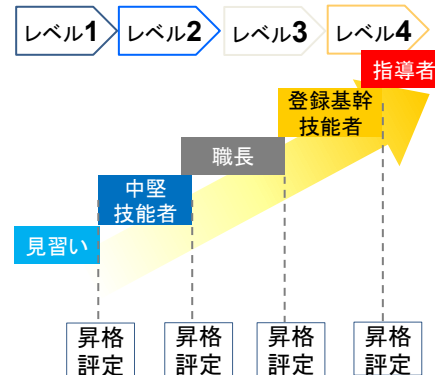 レベル1
レベル2
レベル3
レベル4
指導者
登録基幹
技能者
職長
中堅
技能者
見習い
昇格
評定
昇格
評定
昇格
評定
昇格
評定